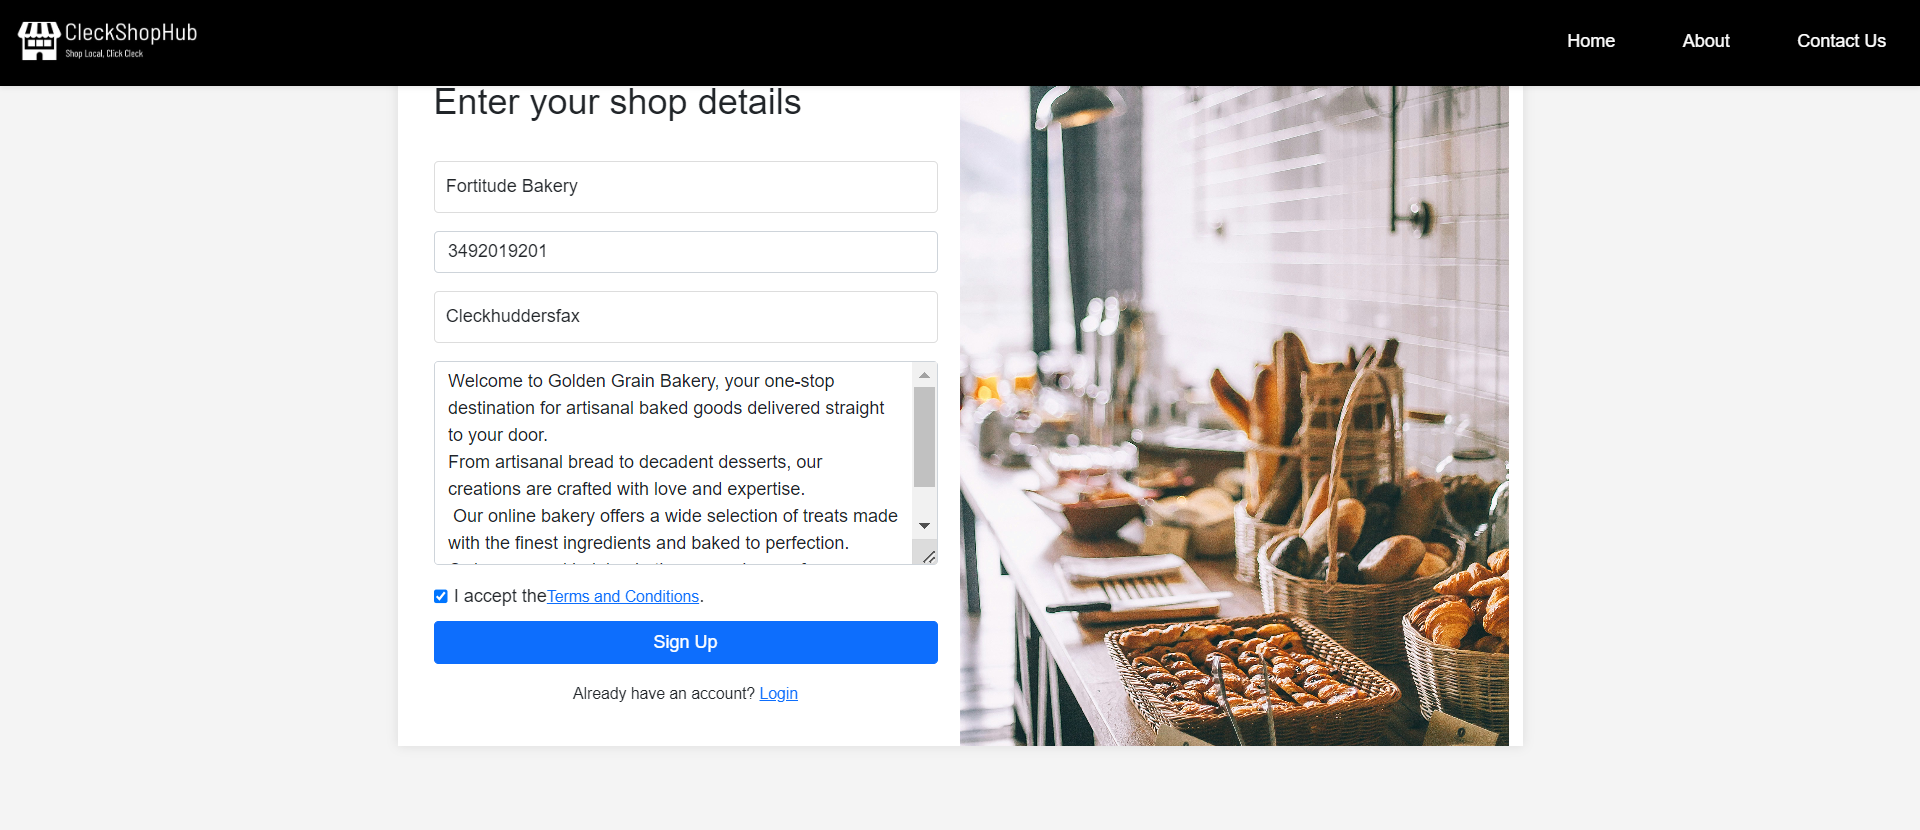 CleckShopHub
Shop Local, Click Cleck
Home
About
Contact Us
Enter your shop details
Fortitude Bakery
3492019201
Cleckhuddersfax
Welcome to Golden Grain Bakery, your one-stop
destination for artisanal baked goods delivered straight
to your door.
From artisanal bread to decadent desserts, our
creations are crafted with love and expertise.
Our online bakery offers a wide selection of treats made
with the finest ingredients and baked to perfection.
I accept theTerms and Conditions.
Sign Up
Already have an account? Login